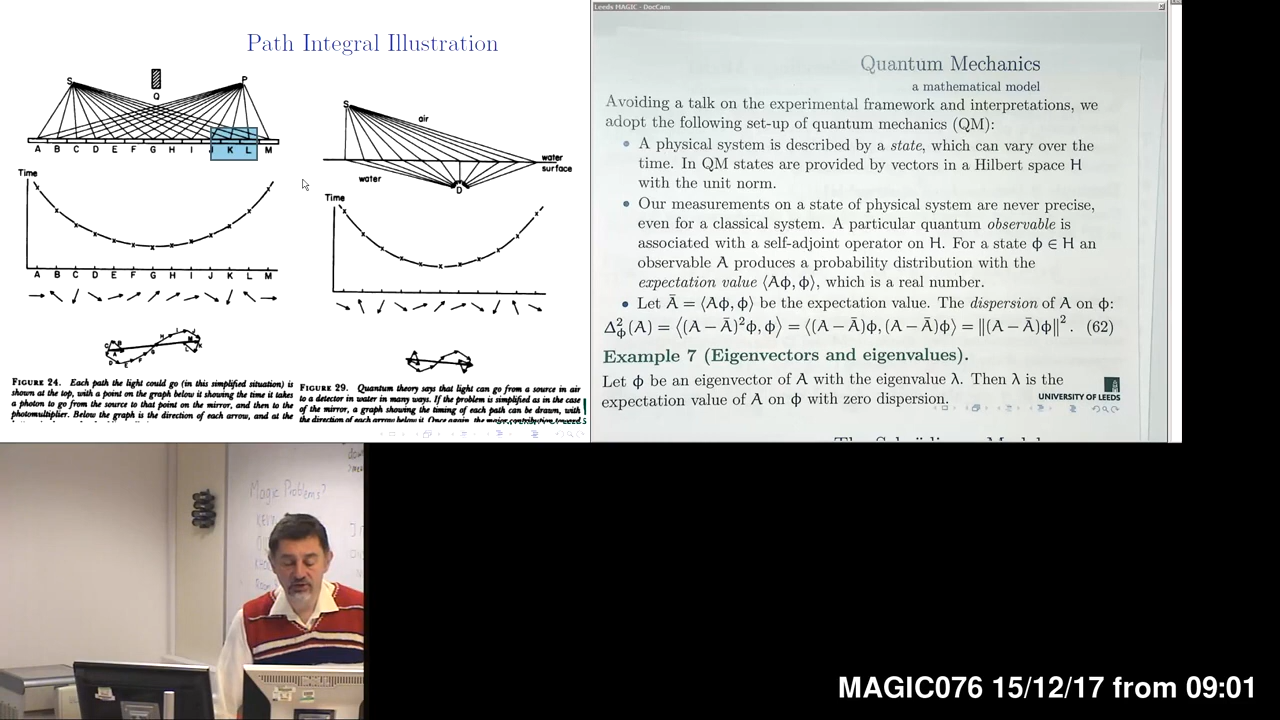 Path Integral Illustration
S
Q
P
A B C D E F G H I J K L M
Time
A B C D E F G H I J K L M
FIGURE 24. Each path the light could go (in this simplified situation) is
shown at the top, with a point on the graph below it showing the time it takes
a photon to go from the source to that point on the mirror, and then to the
photomultiplier. Below the graph is the direction of each arrow, and at the
S
air
water
surface
water
D
Time
FIGURE 29. Quantum theory says that light can go from a source in air
to a detector in water in many ways. If the problem is simplified as in the case
of the mirror, a graph showing the timing of each path can be drawn, with
the direction of each arrow below it. Once again, the
Leeds MAGIC - DocCam
Quantum Mechanics
a mathematical model
Avoiding a talk on the experimental framework and interpretations, we
adopt the following set-up of quantum mechanics (QM):
• A physical system is described by a state, which can vary over the
time. In QM states are provided by vectors in a Hilbert space H
with the unit norm.
• Our measurements on a state of physical system are never precise,
even for a classical system. A particular quantum observable is
associated with a self-adjoint operator on H. For a state ϕ ∈ H an
observable A produces a probability distribution with the
expectation value ⟨Aϕ, ϕ⟩, which is a real number.
• Let Ā = ⟨Aϕ, ϕ⟩ be the expectation value. The dispersion of A on ϕ:
Δ²ϕ(A) = ⟨(A − Ā)²ϕ, ϕ⟩ = ⟨(A − Ā)ϕ, (A − Ā)ϕ⟩ = ‖(A − Ā)ϕ‖². (62)
Example 7 (Eigenvectors and eigenvalues).
Let ϕ be an eigenvector of A with the eigenvalue λ. Then λ is the
expectation value of A on ϕ with zero dispersion.
UNIVERSITY OF LEEDS
Magic Problems?
MAGIC076 15/12/17 from 09:01